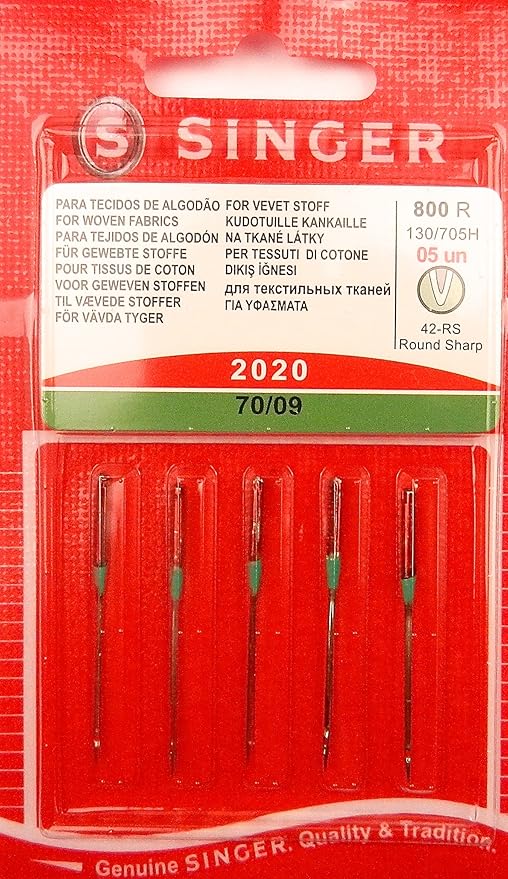 S SINGER
PARA TECIDOS DE ALGODÂO
FOR WOVEN FABRICS
PARA TEJIDOS DE ALGODÓN
FÜR GEWEBTE STOFFE
POUR TISSUS DE COTON
VOOR GEWEVEN STOFFEN
TIL VÆVEDE STOFFER
FÖR VÄVDA TYGER
FOR VEVET STOFF
KUDOTUILLE KANKAILLE
NA TKANÉ LÁTKY
PER TESSUTI DI COTONE
DIKIŞ İĞNESI
для текстильных тканей
ГІА ΥΦΑΣΜΑΤΑ
800 R
130/705H
05 un
42-RS
Round Sharp
2020
70/09
Genuine SINGER. Quality & Tradition.